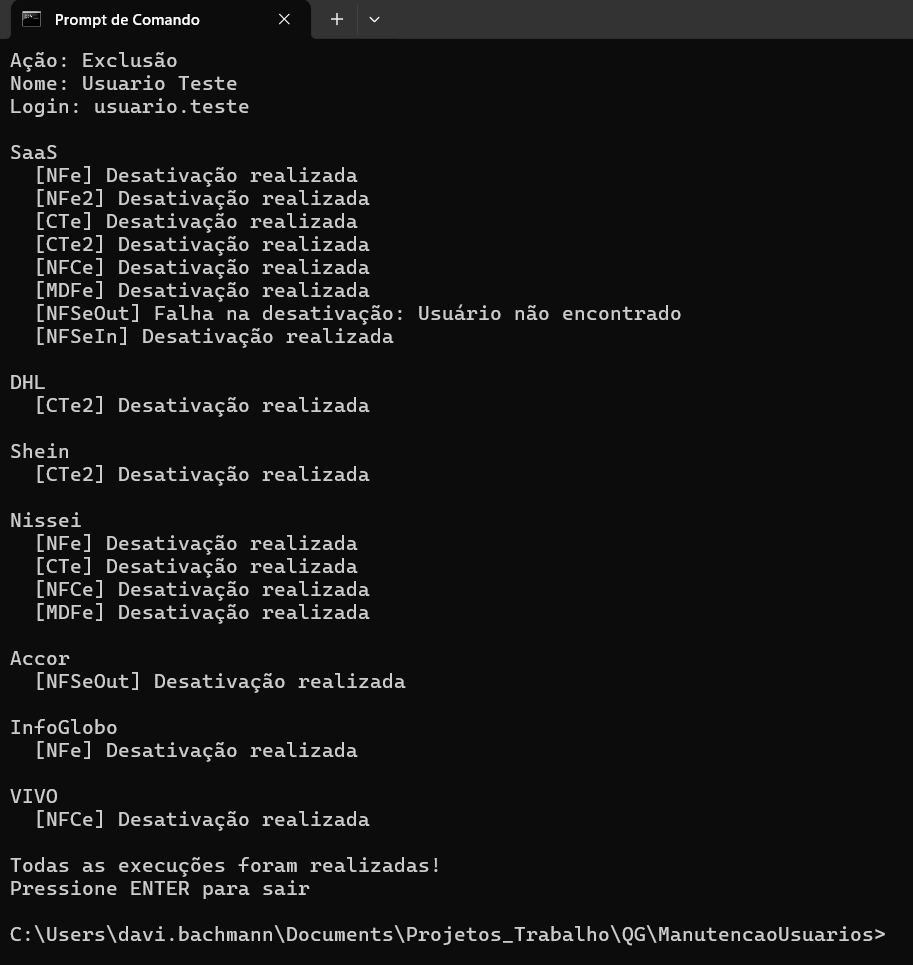 Prompt de Comando
Ação: Exclusão
Nome: Usuario Teste
Login: usuario.teste
SaaS
[NFe] Desativação realizada
[NFe2] Desativação realizada
[CTe] Desativação realizada
[CTe2] Desativação realizada
[NFCe] Desativação realizada
[MDFe] Desativação realizada
[NFSeOut] Falha na desativação: Usuário não encontrado
[NFSeIn] Desativação realizada
DHL
[CTe2] Desativação realizada
Shein
[CTe2] Desativação realizada
Nissei
[NFe] Desativação realizada
[CTe] Desativação realizada
[NFCe] Desativação realizada
[MDFe] Desativação realizada
Accor
[NFSeOut] Desativação realizada
InfoGlobo
[NFe] Desativação realizada
VIVO
[NFCe] Desativação realizada
Todas as execuções foram realizadas!
Pressione ENTER para sair
C:\Users\davi.bachmann\Documents\Projetos_Trabalho\QG\ManutencaoUsuarios>